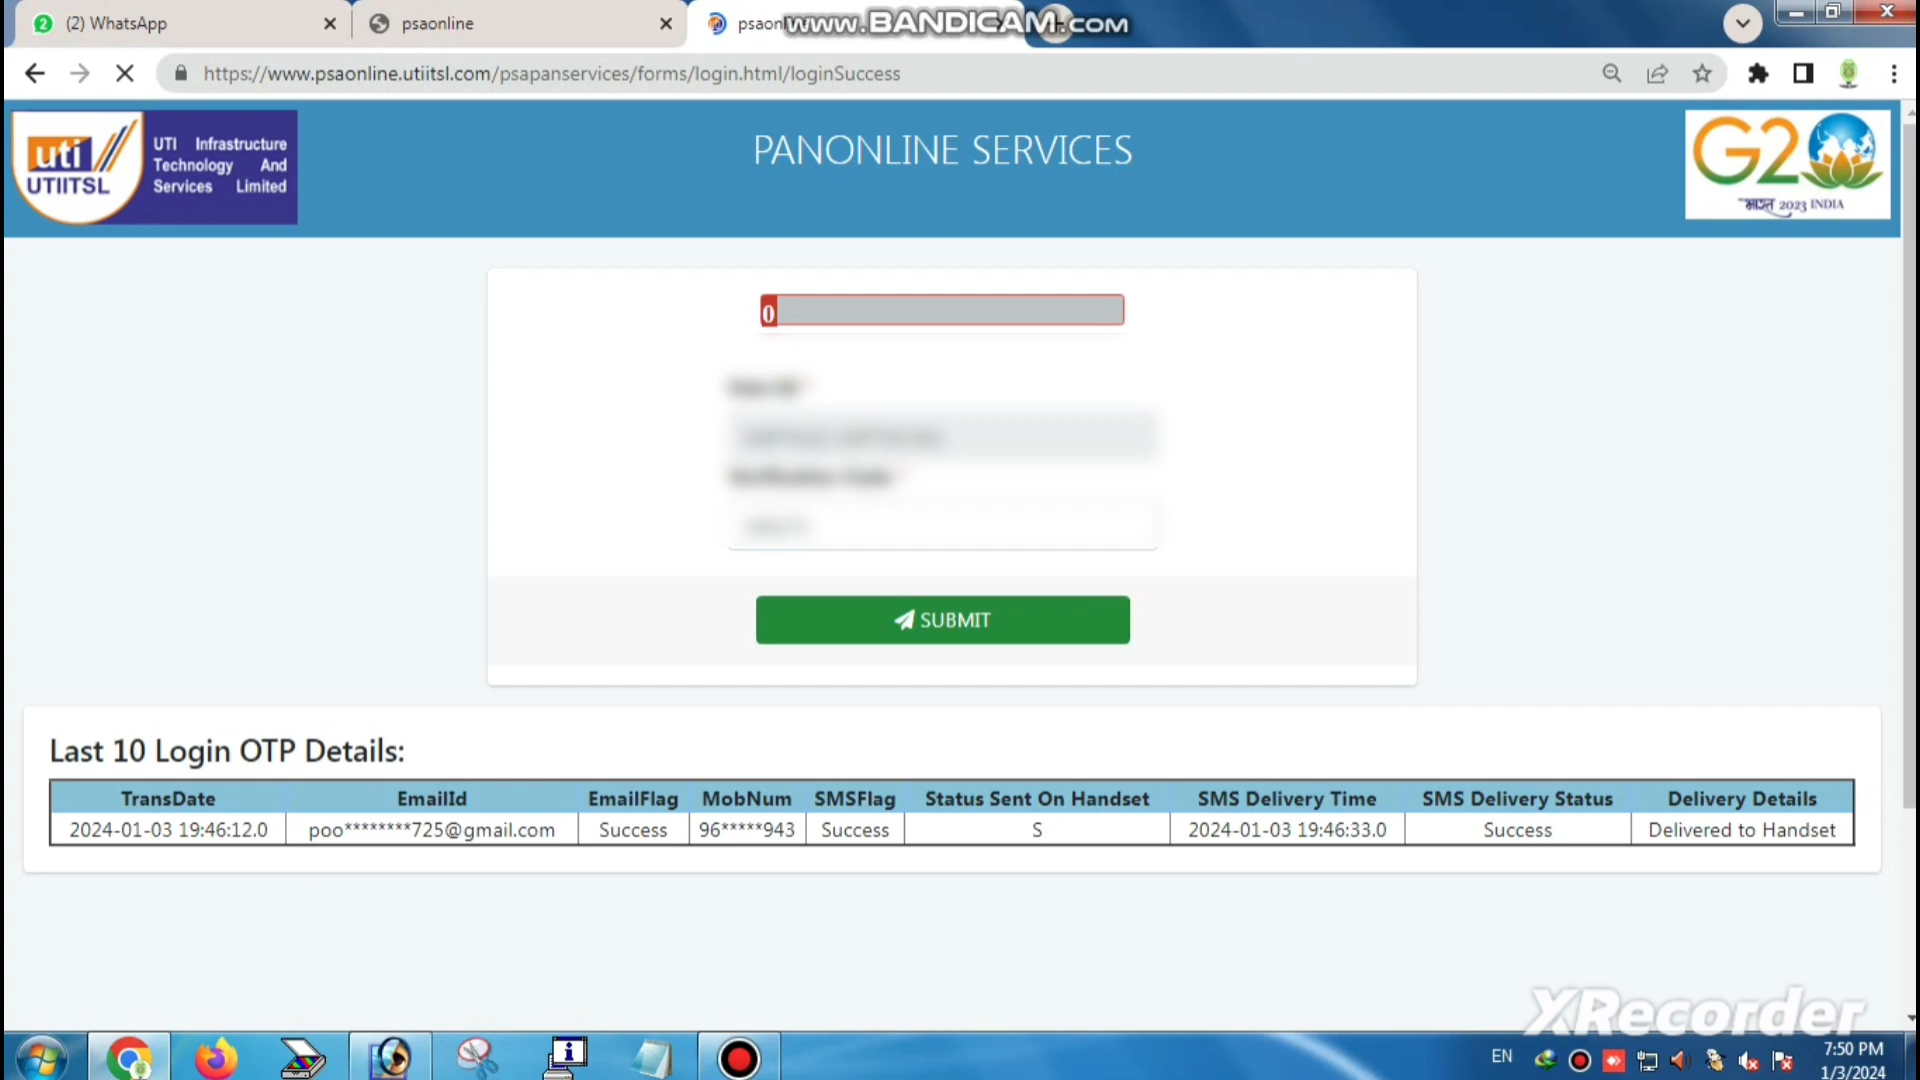 (2) WhatsApp
psaonline
psaonl
www.BANDICAM.COM
https://www.psaonline.utiitsl.com/psapanservices/forms/login.html/loginSuccess
uti
UTIITSL
UTI Infrastructure
Technology And
Services Limited
PANONLINE SERVICES
G20
भारत 2023 INDIA
0
SUBMIT
Last 10 Login OTP Details:
TransDate EmailId EmailFlag MobNum SMSFlag Status Sent On Handset SMS Delivery Time SMS Delivery Status Delivery Details
2024-01-03 19:46:12.0 poo********725@gmail.com Success 96*****943 Success S 2024-01-03 19:46:33.0 Success Delivered to Handset
XRecorder
EN
7:50 PM
1/3/2024